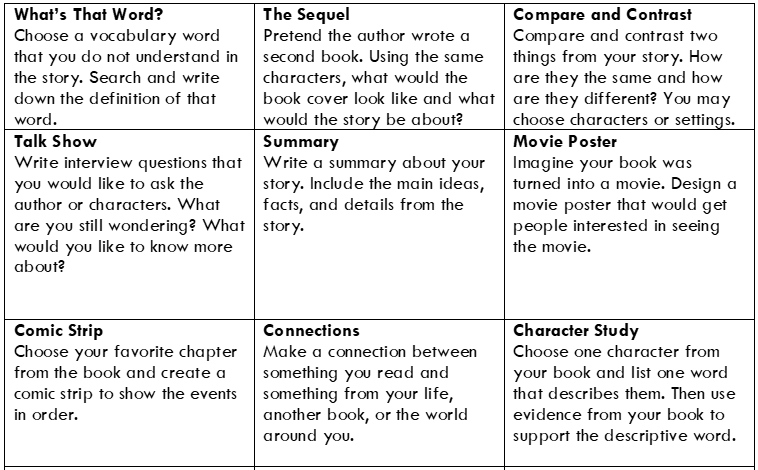 What's That Word?
Choose a vocabulary word
that you do not understand in
the story. Search and write
down the definition of that
word.
The Sequel
Pretend the author wrote a
second book. Using the same
characters, what would the
book cover look like and what
would the story be about?
Compare and Contrast
Compare and contrast two
things from your story. How
are they the same and how
are they different? You may
choose characters or settings.
Talk Show
Write interview questions that
you would like to ask the
author or characters. What
are you still wondering? What
would you like to know more
about?
Summary
Write a summary about your
story. Include the main ideas,
facts, and details from the
story.
Movie Poster
Imagine your book was
turned into a movie. Design a
movie poster that would get
people interested in seeing
the movie.
Comic Strip
Choose your favorite chapter
from the book and create a
comic strip to show the events
in order.
Connections
Make a connection between
something you read and
something from your life,
another book, or the world
around you.
Character Study
Choose one character from
your book and list one word
that describes them. Then use
evidence from your book to
support the descriptive word.